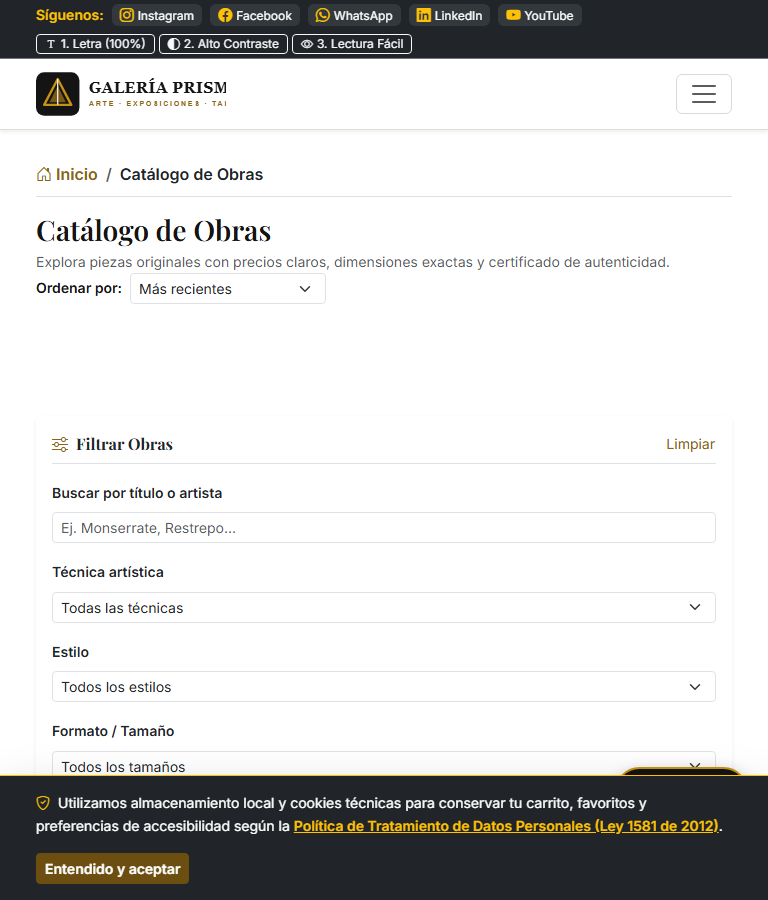 Síguenos: Instagram Facebook WhatsApp LinkedIn YouTube
T 1. Letra (100%) 2. Alto Contraste 3. Lectura Fácil
GALERÍA PRISM
ARTE · EXPOSICIONES · TAL
Inicio / Catálogo de Obras
Catálogo de Obras
Explora piezas originales con precios claros, dimensiones exactas y certificado de autenticidad.
Ordenar por: Más recientes
Filtrar Obras Limpiar
Buscar por título o artista
Ej. Monserrate, Restrepo...
Técnica artística
Todas las técnicas
Estilo
Todos los estilos
Formato / Tamaño
Todos los tamaños
Utilizamos almacenamiento local y cookies técnicas para conservar tu carrito, favoritos y
preferencias de accesibilidad según la Política de Tratamiento de Datos Personales (Ley 1581 de 2012).
Entendido y aceptar